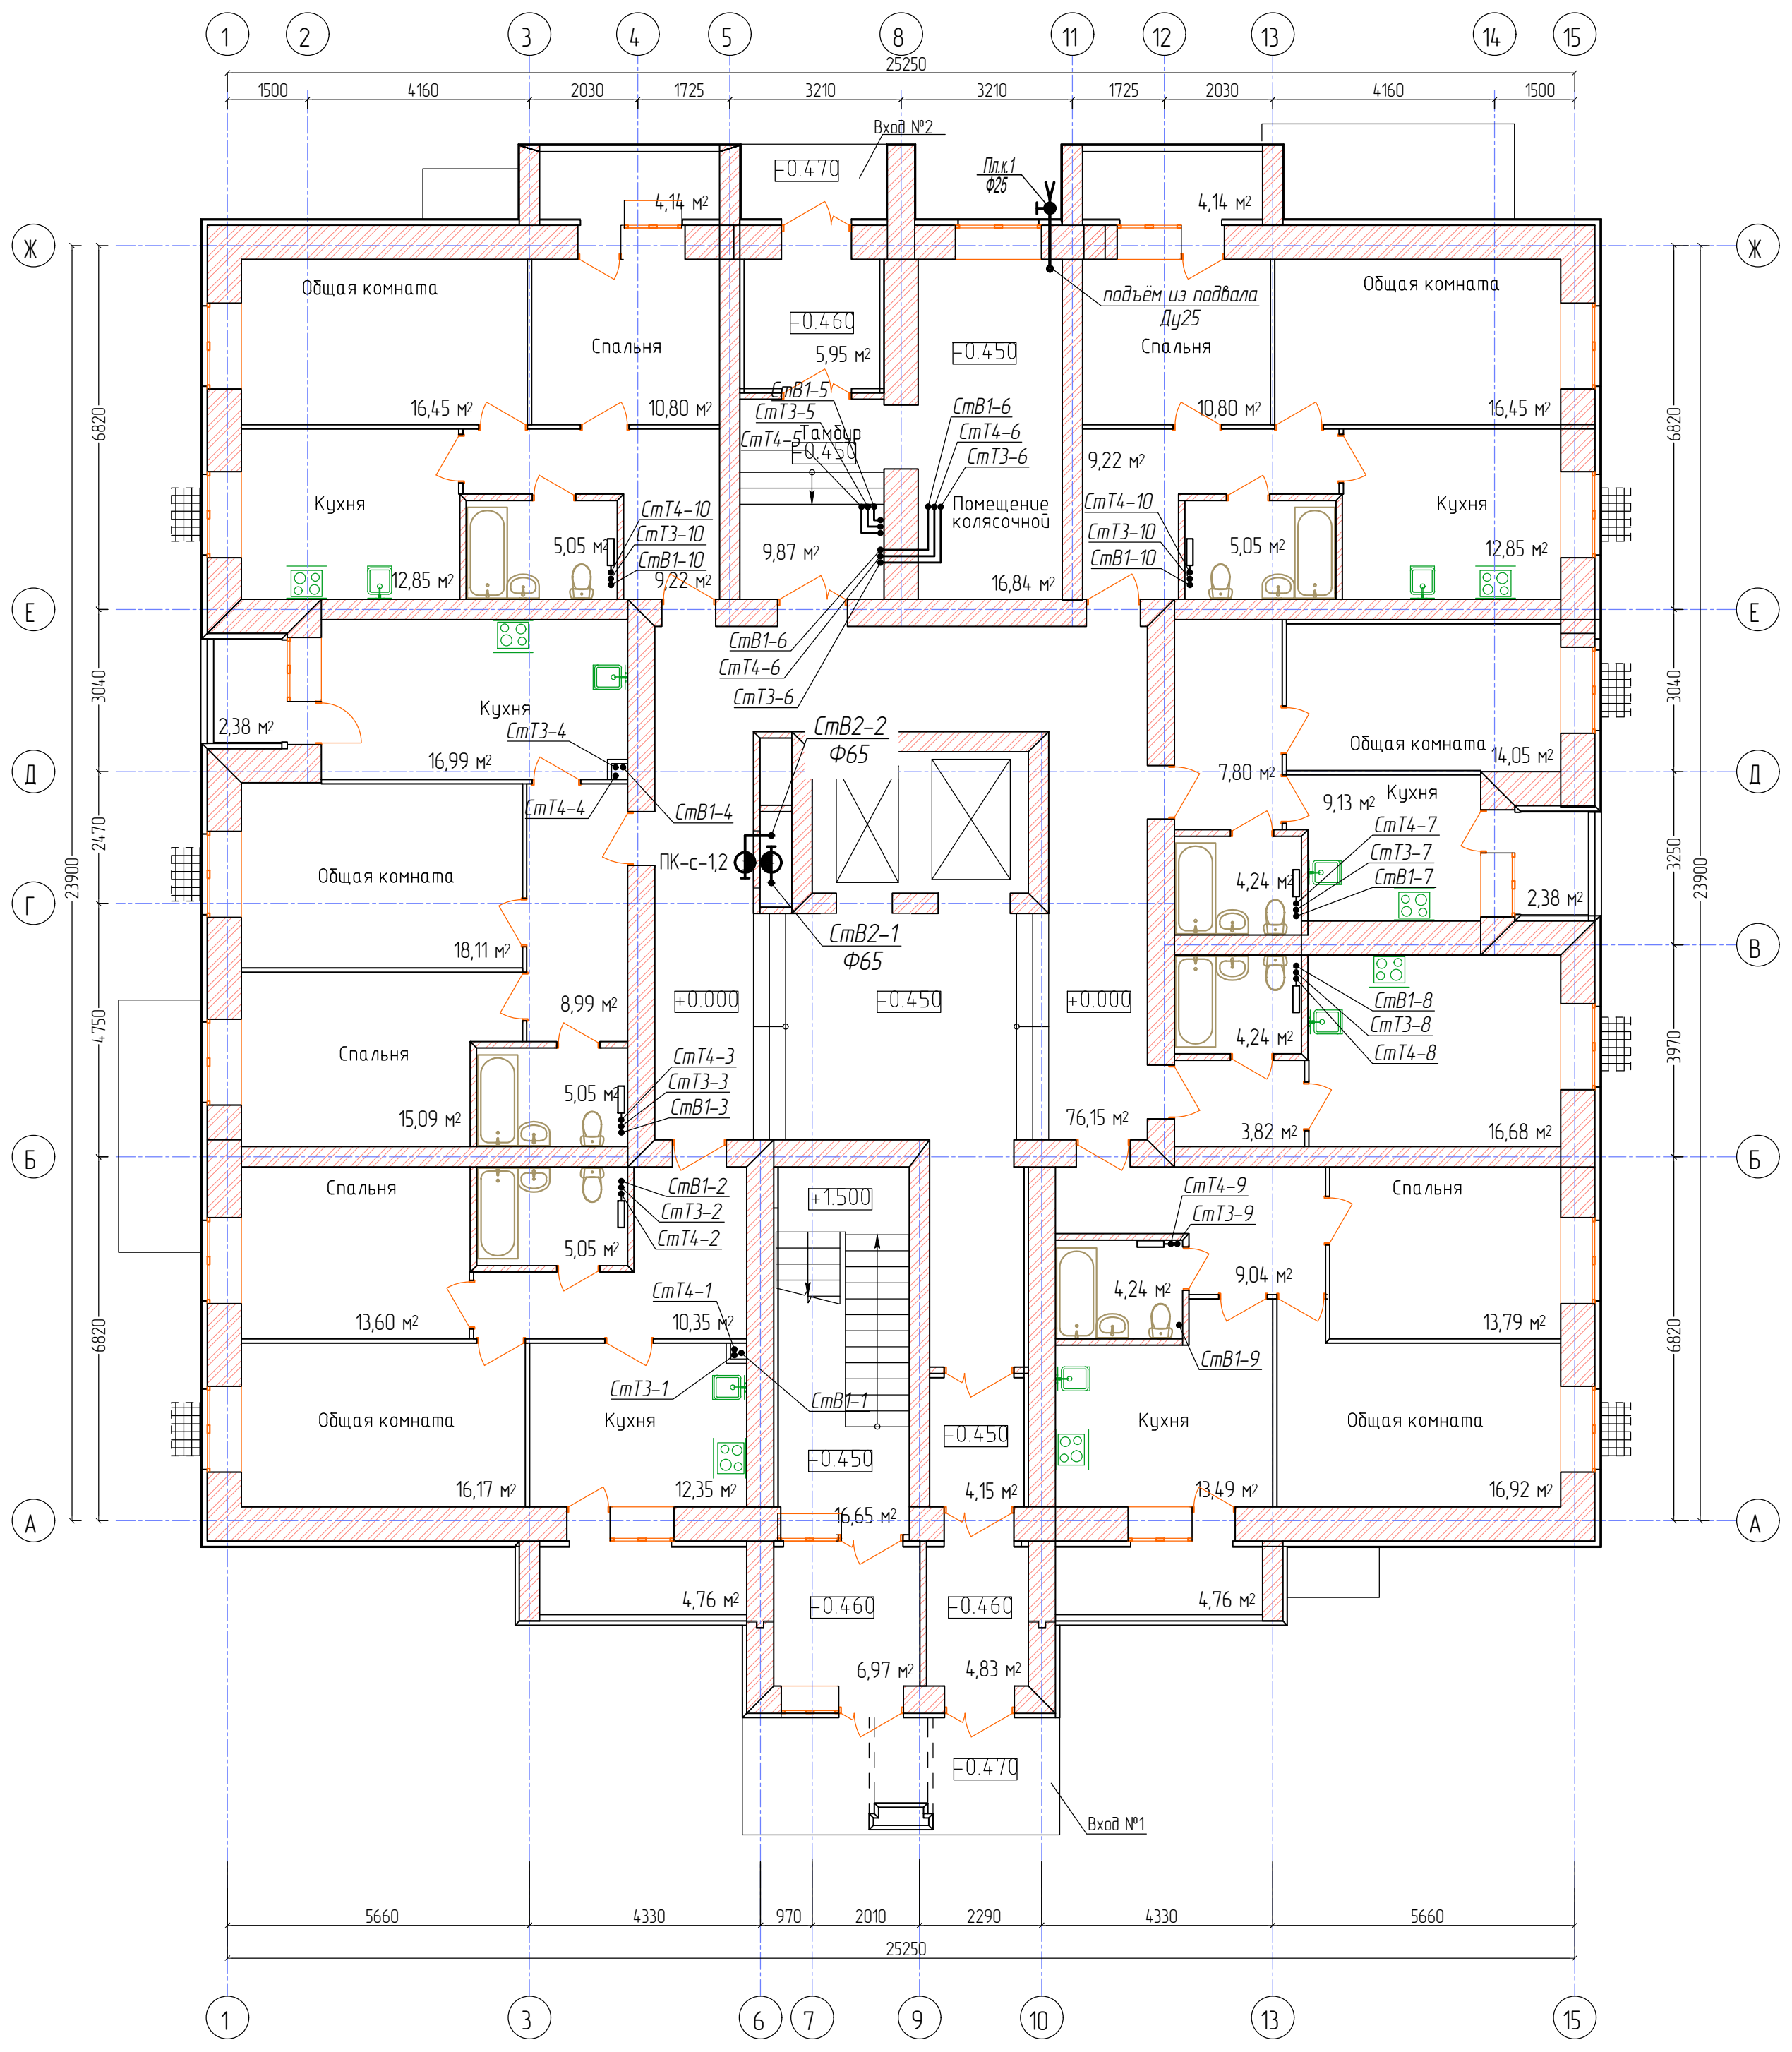 1 2 3 4 5 8 11 12 13 14 15
25250
1500 4160 2030 1725 3210 3210 1725 2030 4160 1500
Вход №2
-0.470
Пл.к.1
Ф25
4,14 м2
4,14 м2
Ж
Ж
Общая комната
Общая комната
подъём из подвала
Ду25
-0.460
5,95 м2
-0.450
Спальня
Спальня
СтВ1-5
СтТ3-5
СтТ4-5
Тамбур
-0.450
СтВ1-6
СтТ4-6
СтТ3-6
16,45 м2
10,80 м2
10,80 м2
16,45 м2
6820
6820
9,22 м2
Кухня
Кухня
Помещение
колясочной
СтТ4-10
СтТ3-10
СтВ1-10
СтТ4-10
СтТ3-10
СтВ1-10
5,05 м2
9,87 м2
5,05 м2
12,85 м2
12,85 м2
9,22 м2
16,84 м2
Е
Е
СтВ1-6
СтТ4-6
СтТ3-6
3040
3040
Кухня
2,38 м2
СтТ3-4
16,99 м2
СтТ4-4
СтВ1-4
СтВ2-2
Ф65
Общая комната
14,05 м2
7,80 м2
Д
Д
Кухня
9,13 м2
2470
3250
23900
23900
ПК-с-1,2
СтТ4-7
СтТ3-7
СтВ1-7
4,24 м2
2,38 м2
Общая комната
Г
СтВ2-1
Ф65
18,11 м2
В
8,99 м2
+0.000
-0.450
+0.000
СтВ1-8
СтТ3-8
СтТ4-8
4,24 м2
4750
3970
Спальня
СтТ4-3
СтТ3-3
СтВ1-3
5,05 м2
15,09 м2
76,15 м2
3,82 м2
16,68 м2
Б
Б
Спальня
СтВ1-2
СтТ3-2
СтТ4-2
+1.500
СтТ4-9
СтТ3-9
Спальня
5,05 м2
4,24 м2
9,04 м2
СтТ4-1
13,60 м2
10,35 м2
13,79 м2
6820
6820
СтТ3-1
СтВ1-1
СтВ1-9
Общая комната
Кухня
Кухня
Общая комната
-0.450
-0.450
16,17 м2
12,35 м2
4,15 м2
13,49 м2
16,92 м2
16,65 м2
А
А
4,76 м2
-0.460
-0.460
4,76 м2
6,97 м2
4,83 м2
-0.470
Вход №1
5660 4330 970 2010 2290 4330 5660
25250
1 3 6 7 9 10 13 15